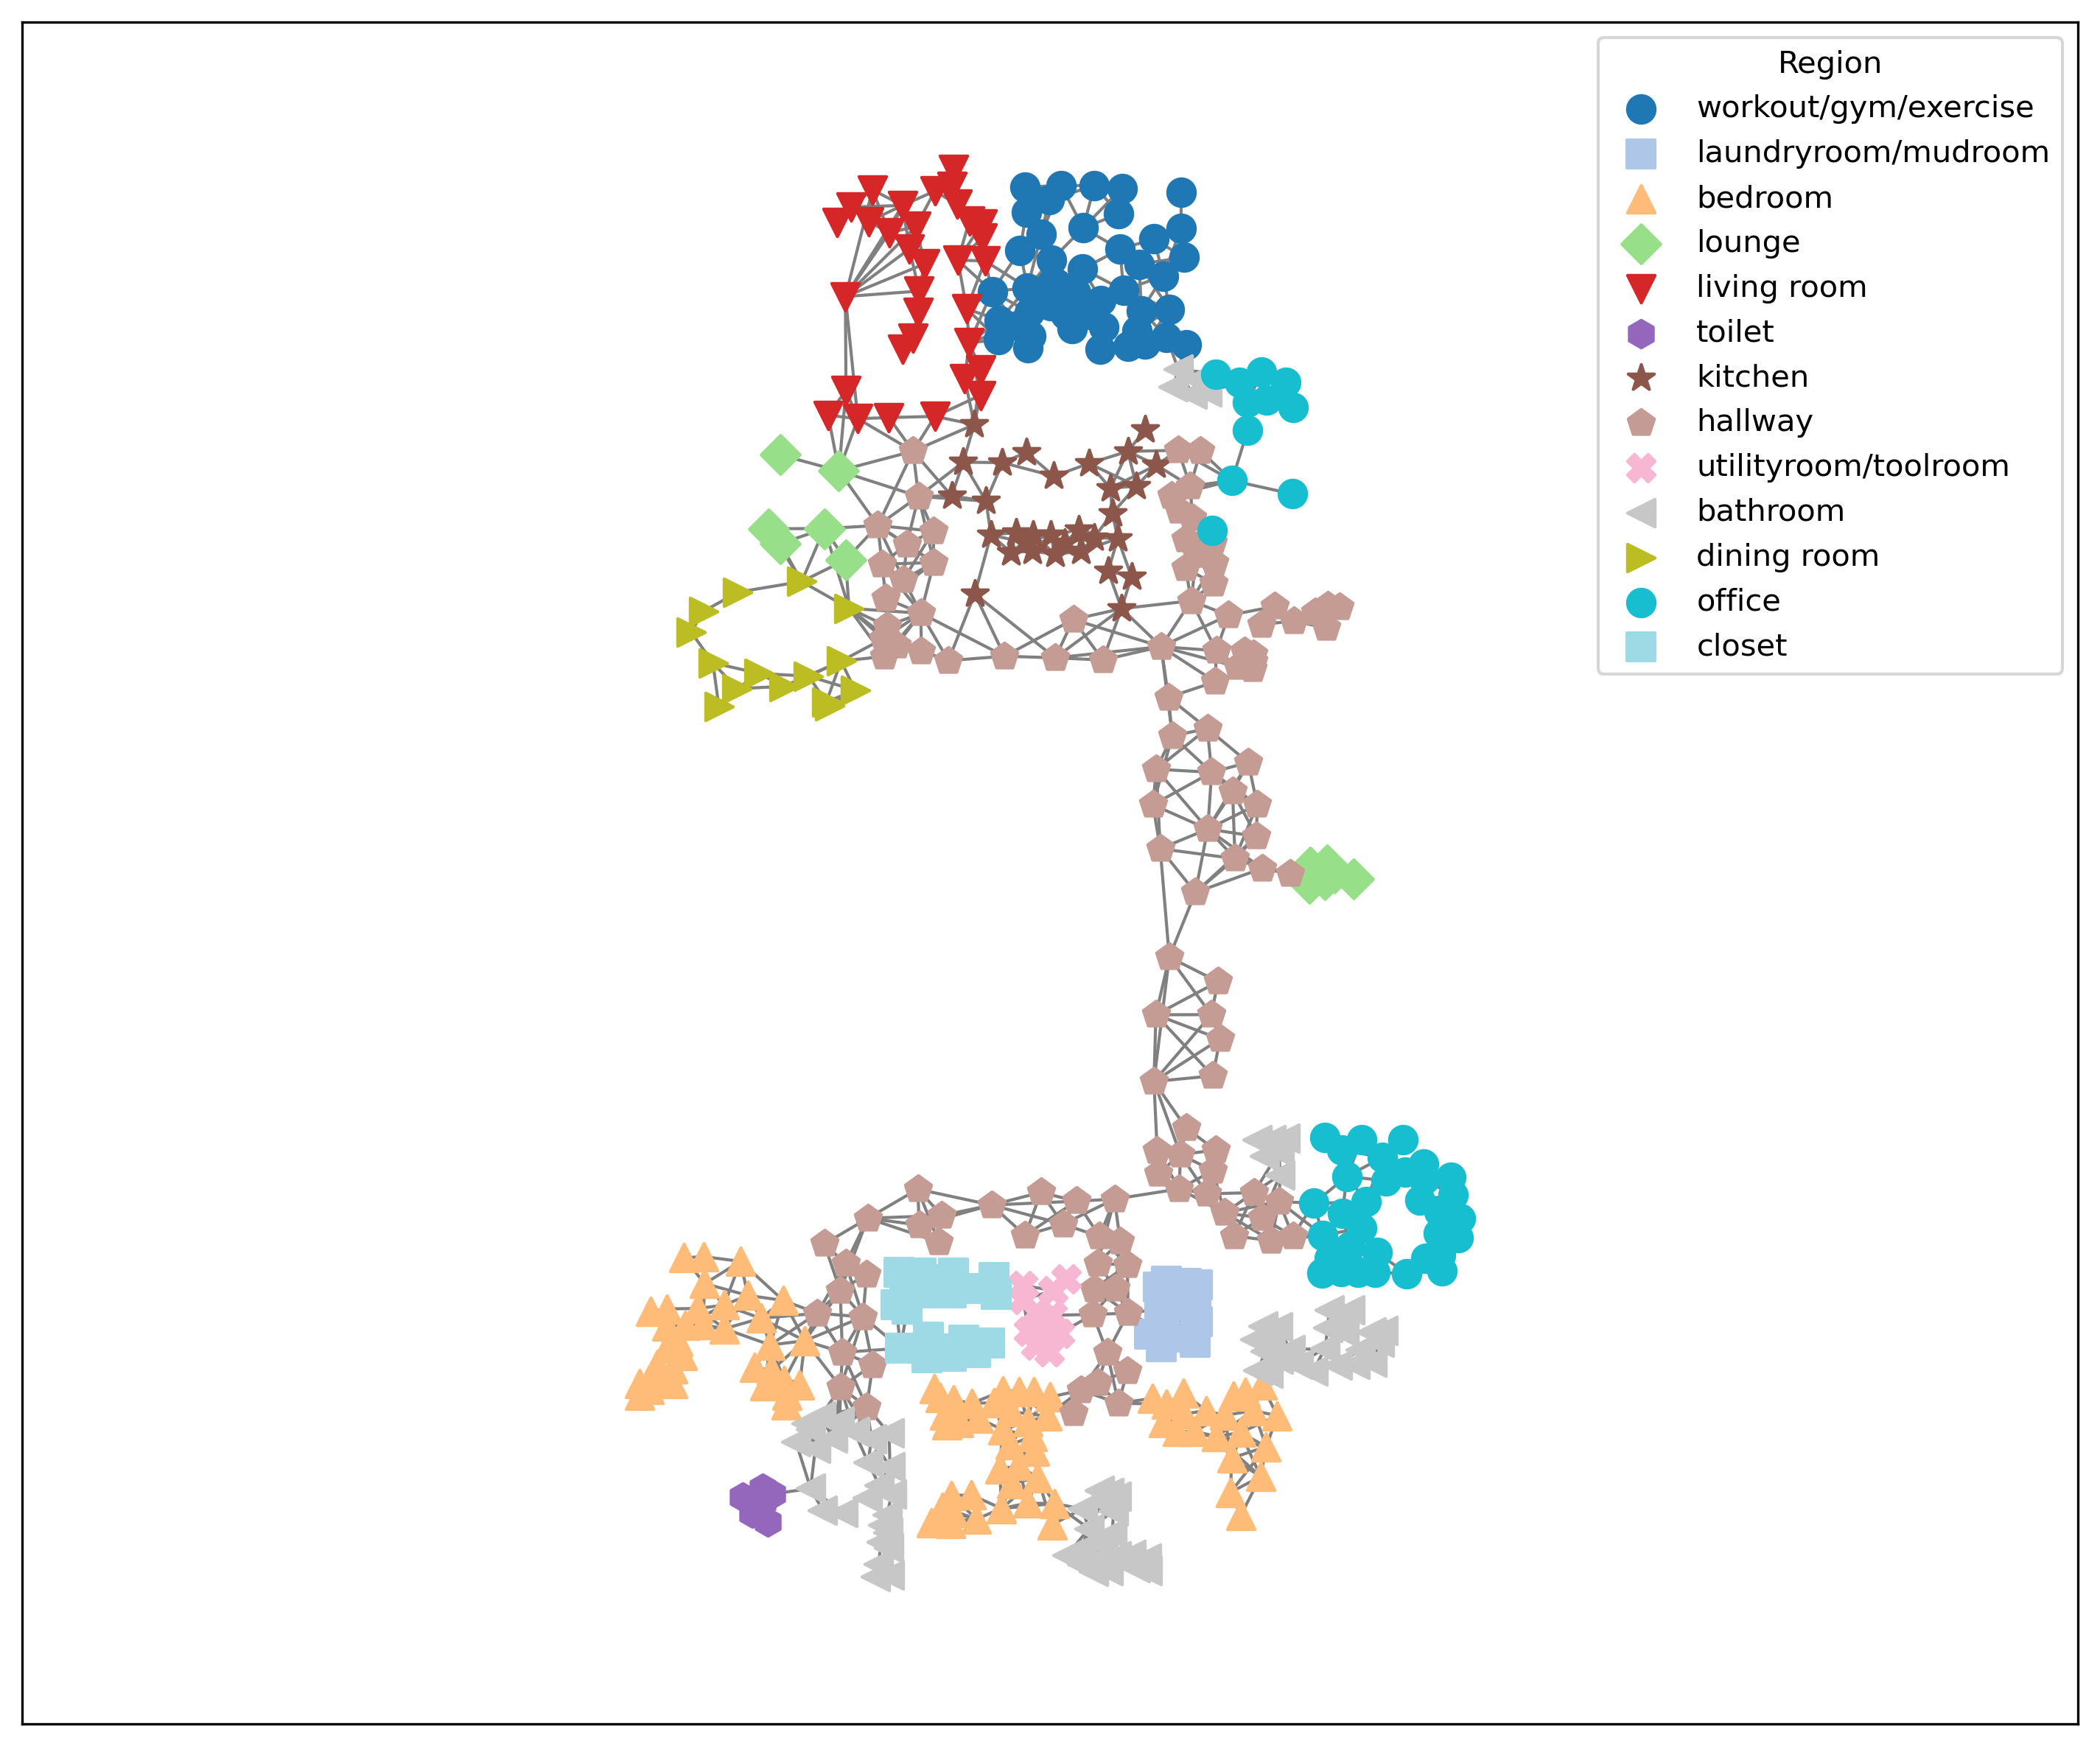 Region
workout/gym/exercise
laundryroom/mudroom
bedroom
lounge
living room
toilet
kitchen
hallway
utilityroom/toolroom
bathroom
dining room
office
closet